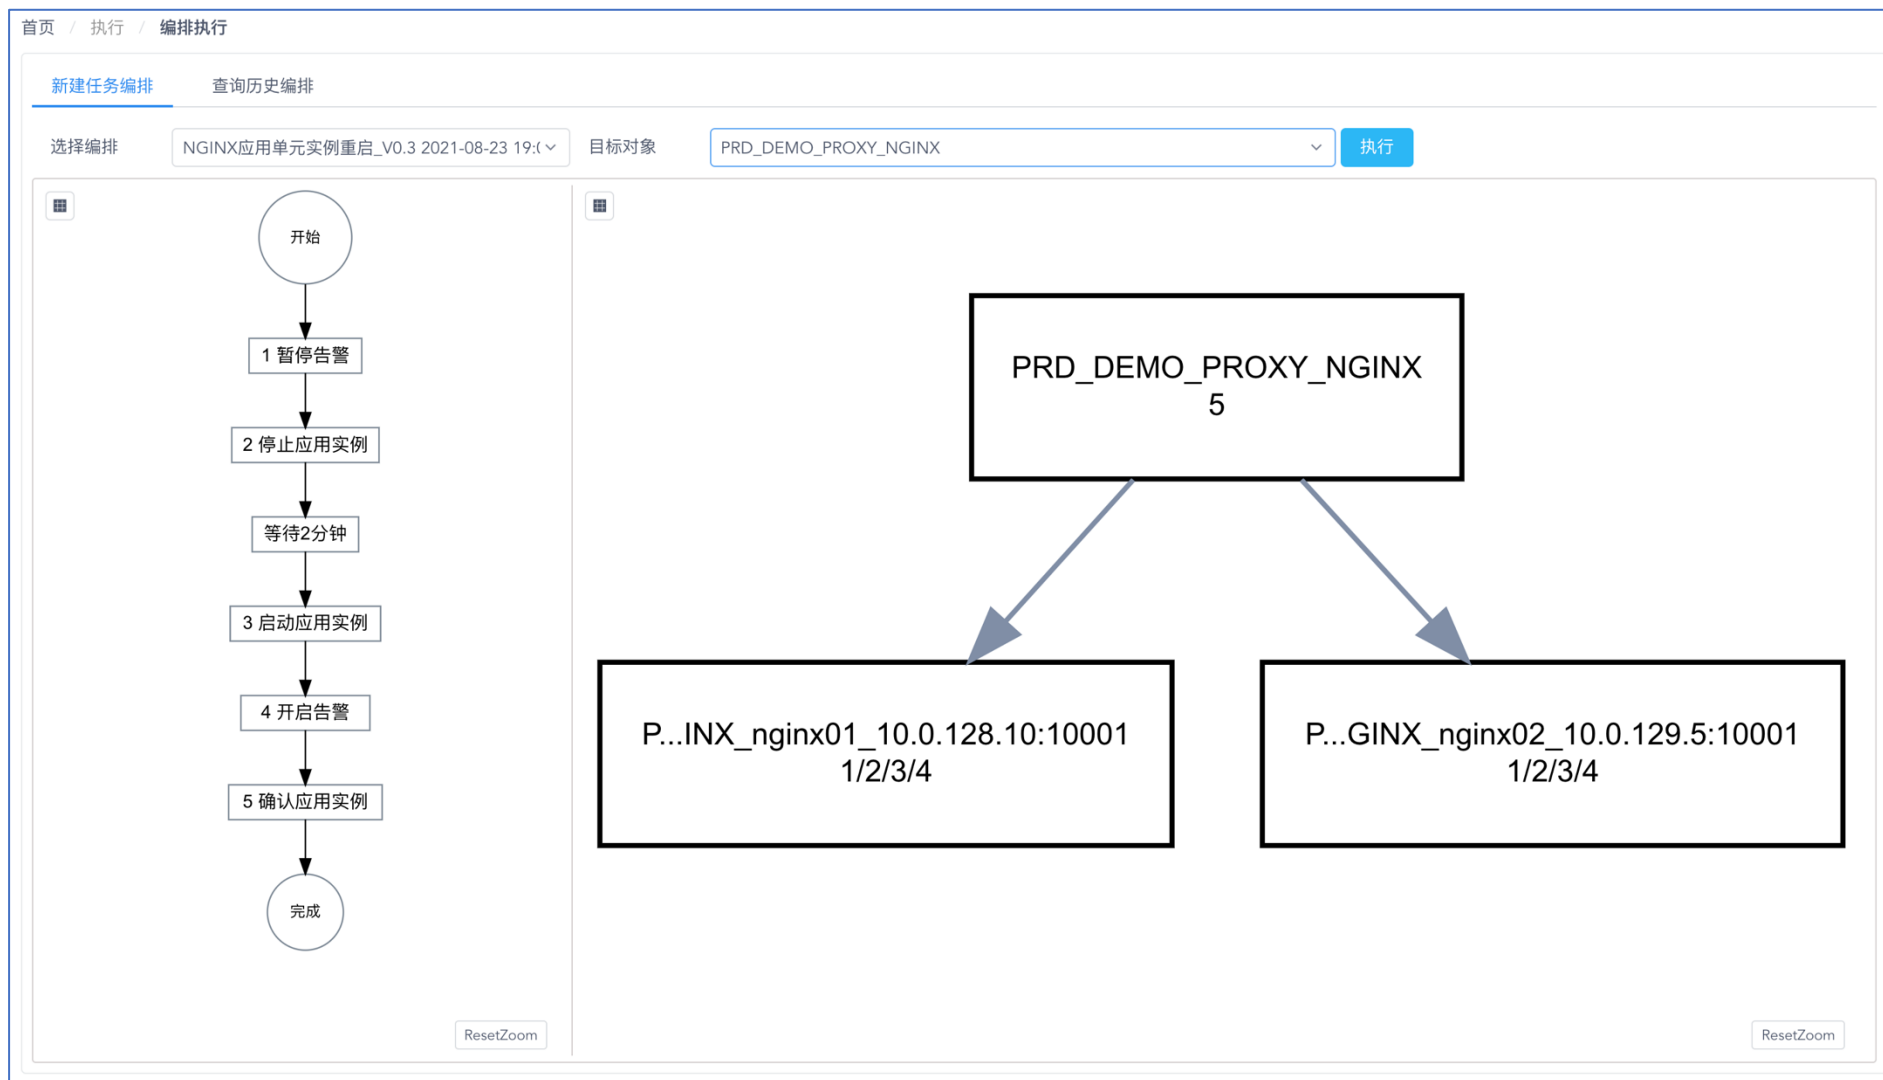 首页 / 执行 / 编排执行
新建任务编排 查询历史编排
选择编排 NGINX应用单元实例重启_V0.3 2021-08-23 19:( 目标对象 PRD_DEMO_PROXY_NGINX 执行
开始
1 暂停告警
2 停止应用实例
等待2分钟
3 启动应用实例
4 开启告警
5 确认应用实例
完成
ResetZoom
PRD_DEMO_PROXY_NGINX
5
P...INX_nginx01_10.0.128.10:10001
1/2/3/4
P...GINX_nginx02_10.0.129.5:10001
1/2/3/4
ResetZoom